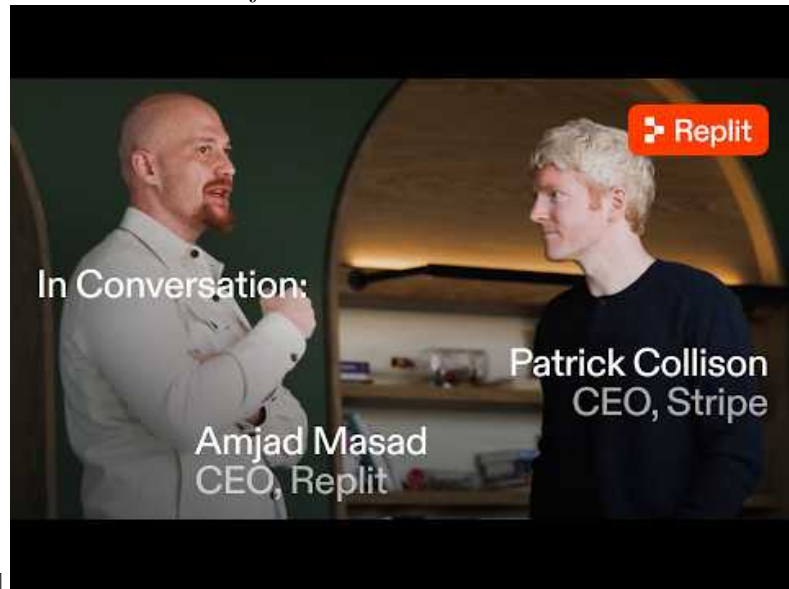 Replit
In Conversation:
Patrick Collison
CEO, Stripe
Amjad Masad
CEO, Replit